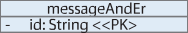 messageAndEr
- id: String <<PK>